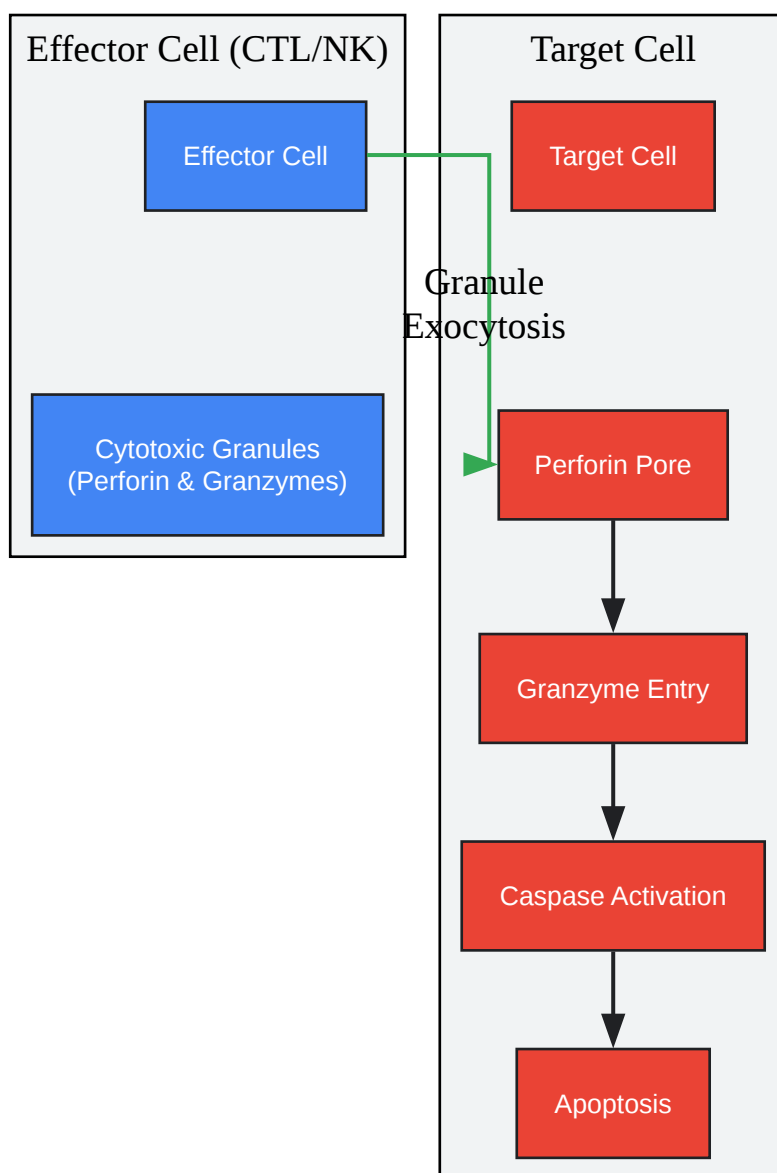 Effector Cell (CTL/NK)
Target Cell
Effector Cell
Target Cell
Granule
Exocytosis
Cytotoxic Granules
(Perforin & Granzymes)
Perforin Pore
Granzyme Entry
Caspase Activation
Apoptosis